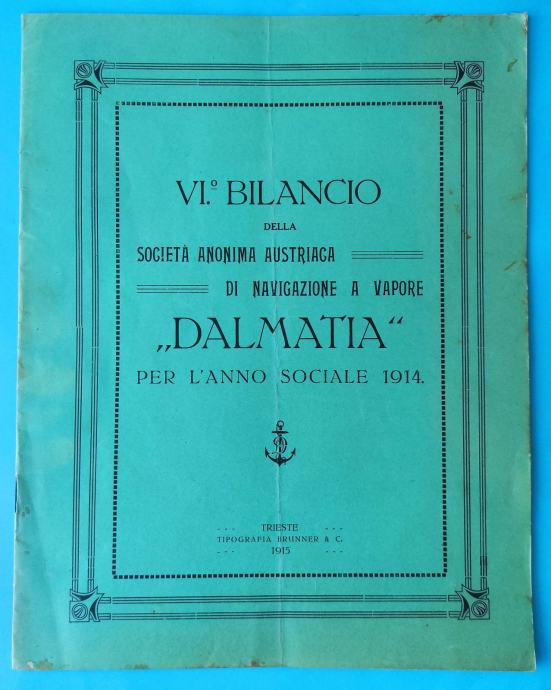 VI.º BILANCIO
DELLA
SOCIETÀ ANONIMA AUSTRIACA
DI NAVIGAZIONE A VAPORE
„DALMATIA“
PER L'ANNO SOCIALE 1914.
D
TRIESTE
TIPOGRAFIA BRUNNER & C.
1915